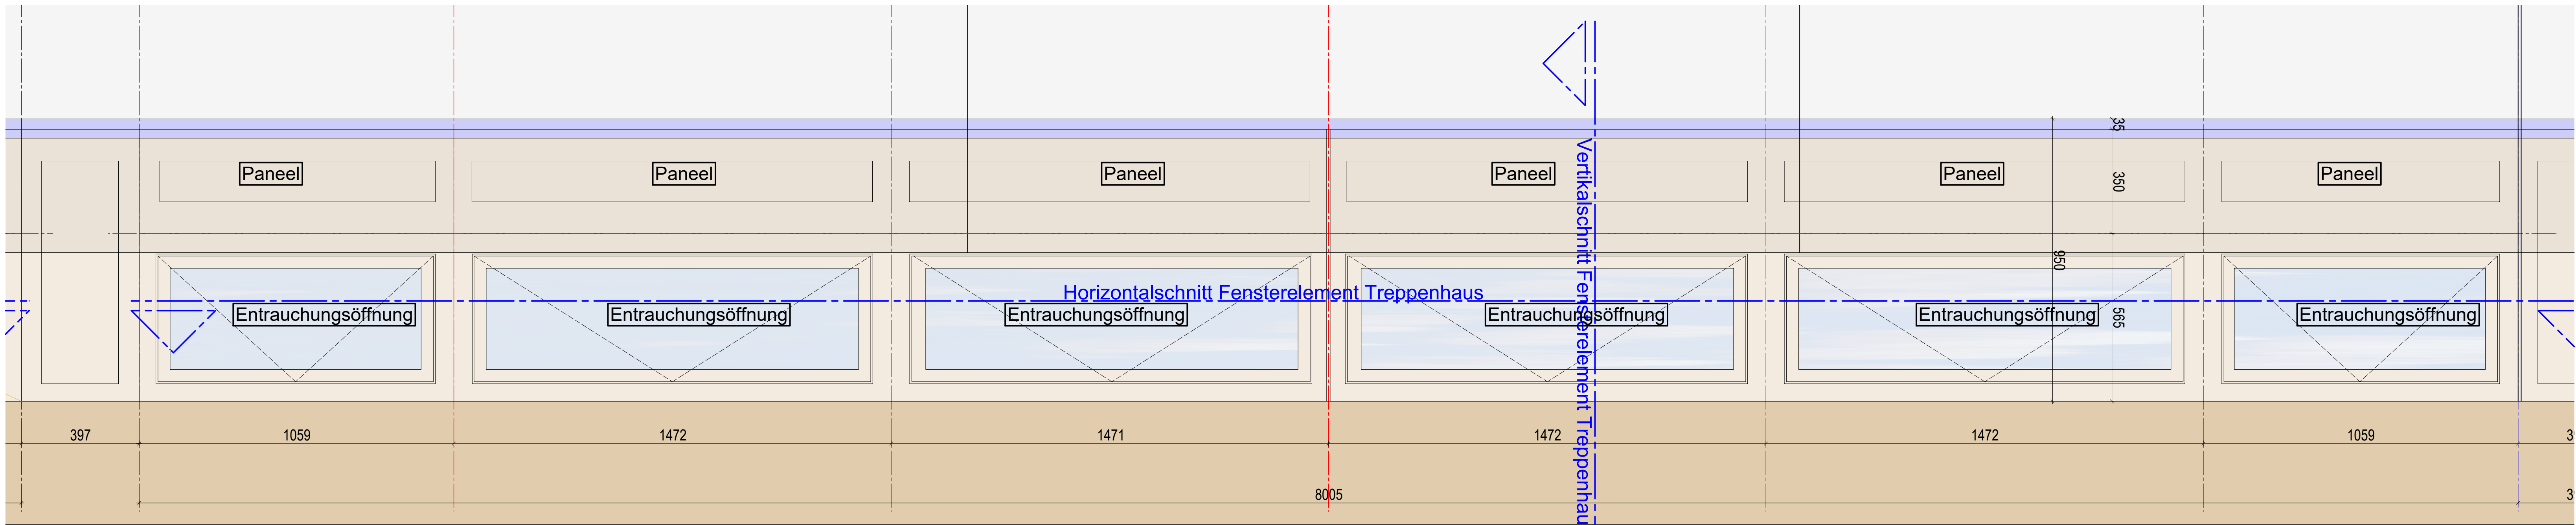 35
Paneel
Paneel
Paneel
Paneel
Paneel
Paneel
350
Vertikalschnitt Fensterelement Treppenhau
950
Horizontalschnitt Fensterelement Treppenhaus
Entrauchungsöffnung
Entrauchungsöffnung
Entrauchungsöffnung
Entrauchungsöffnung
Entrauchungsöffnung
Entrauchungsöffnung
565
397
1059
1472
1471
1472
1472
1059
8005